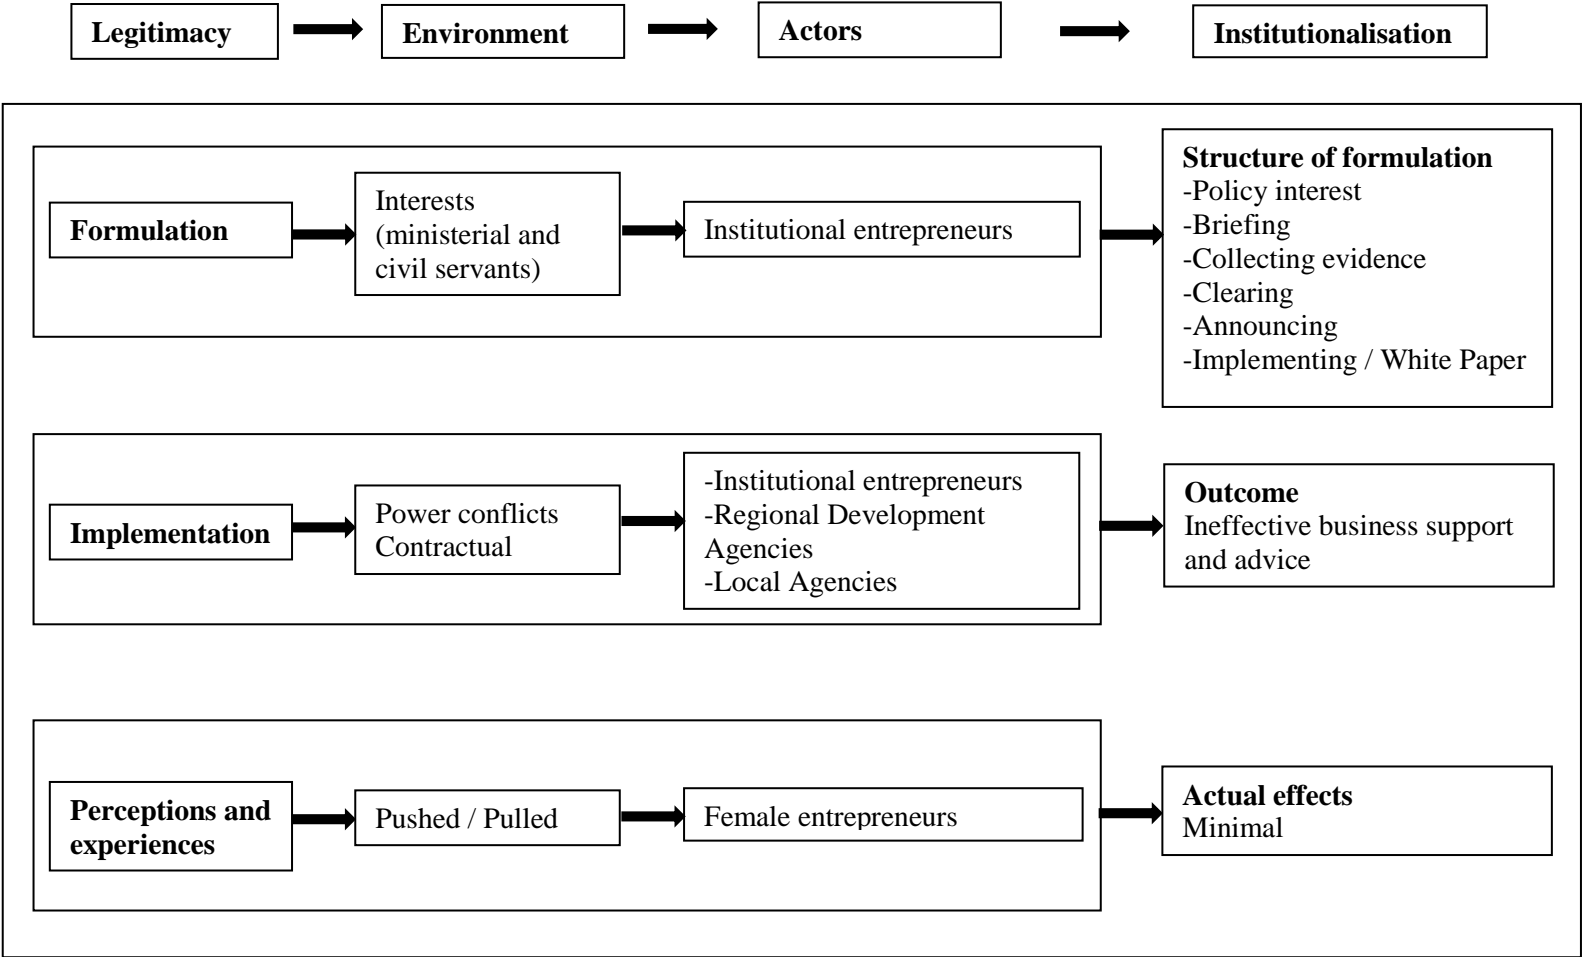 Legitimacy
Environment
Actors
Institutionalisation
Formulation
Interests
(ministerial and
civil servants)
Institutional entrepreneurs
Structure of formulation
-Policy interest
-Briefing
-Collecting evidence
-Clearing
-Announcing
-Implementing / White Paper
Implementation
Power conflicts
Contractual
-Institutional entrepreneurs
-Regional Development
Agencies
-Local Agencies
Outcome
Ineffective business support
and advice
Perceptions and
experiences
Pushed / Pulled
Female entrepreneurs
Actual effects
Minimal